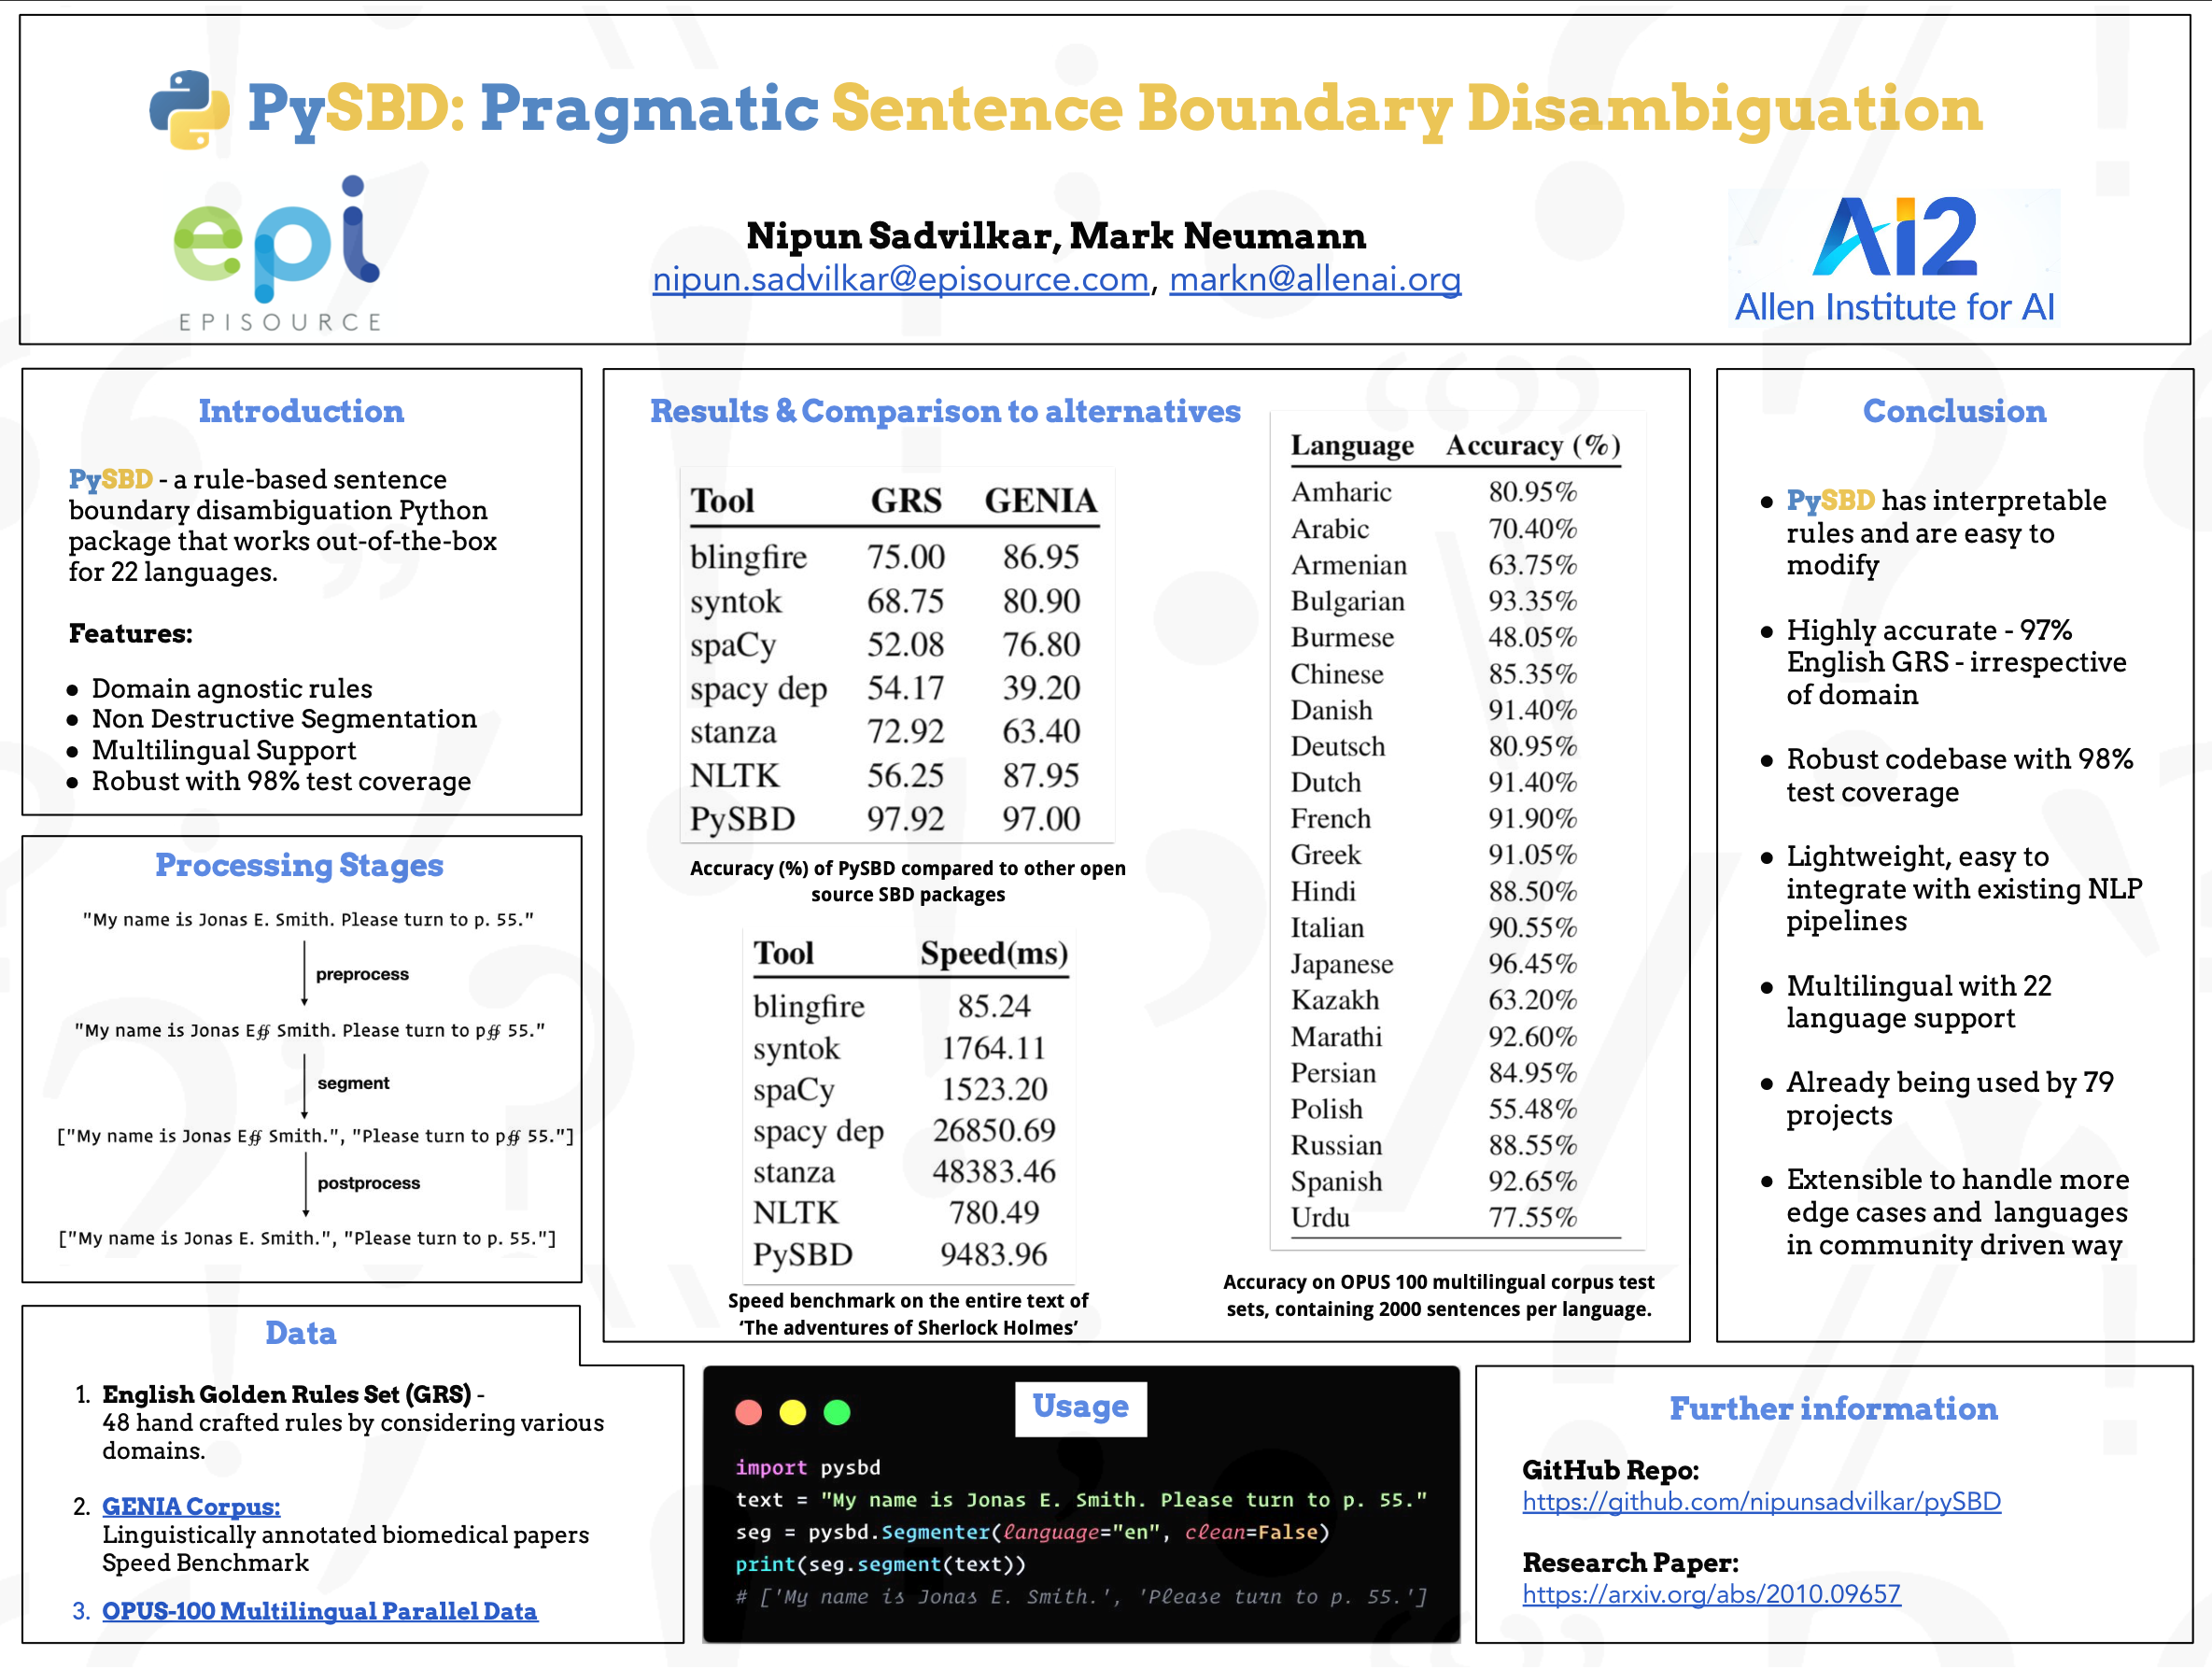 PySBD: Pragmatic Sentence Boundary Disambiguation
epi
EPISOURCE
Nipun Sadvilkar, Mark Neumann
nipun.sadvilkar@episource.com, markn@allenai.org
Ai2
Allen Institute for AI
Introduction
PySBD - a rule-based sentence
boundary disambiguation Python
package that works out-of-the-box
for 22 languages.
Features:
● Domain agnostic rules
● Non Destructive Segmentation
● Multilingual Support
● Robust with 98% test coverage
Processing Stages
"My name is Jonas E. Smith. Please turn to p. 55."
preprocess
"My name is Jonas E∯ Smith. Please turn to p∯ 55."
segment
["My name is Jonas E∯ Smith.", "Please turn to p∯ 55."]
postprocess
["My name is Jonas E. Smith.", "Please turn to p. 55."]
Data
1. English Golden Rules Set (GRS) -
48 hand crafted rules by considering various
domains.
2. GENIA Corpus:
Linguistically annotated biomedical papers
Speed Benchmark
3. OPUS-100 Multilingual Parallel Data
Results & Comparison to alternatives
Tool GRS GENIA
blingfire 75.00 86.95
syntok 68.75 80.90
spaCy 52.08 76.80
spacy dep 54.17 39.20
stanza 72.92 63.40
NLTK 56.25 87.95
PySBD 97.92 97.00
Accuracy (%) of PySBD compared to other open
source SBD packages
Tool Speed(ms)
blingfire 85.24
syntok 1764.11
spaCy 1523.20
spacy dep 26850.69
stanza 48383.46
NLTK 780.49
PySBD 9483.96
Speed benchmark on the entire text of
‘The adventures of Sherlock Holmes’
Language Accuracy (%)
Amharic 80.95%
Arabic 70.40%
Armenian 63.75%
Bulgarian 93.35%
Burmese 48.05%
Chinese 85.35%
Danish 91.40%
Deutsch 80.95%
Dutch 91.40%
French 91.90%
Greek 91.05%
Hindi 88.50%
Italian 90.55%
Japanese 96.45%
Kazakh 63.20%
Marathi 92.60%
Persian 84.95%
Polish 55.48%
Russian 88.55%
Spanish 92.65%
Urdu 77.55%
Accuracy on OPUS 100 multilingual corpus test
sets, containing 2000 sentences per language.
Conclusion
● PySBD has interpretable
rules and are easy to
modify
● Highly accurate - 97%
English GRS - irrespective
of domain
● Robust codebase with 98%
test coverage
● Lightweight, easy to
integrate with existing NLP
pipelines
● Multilingual with 22
language support
● Already being used by 79
projects
● Extensible to handle more
edge cases and languages
in community driven way
Usage
import pysbd
text = "My name is Jonas E. Smith. Please turn to p. 55."
seg = pysbd.Segmenter(language="en", clean=False)
print(seg.segment(text))
# ['My name is Jonas E. Smith.', 'Please turn to p. 55.']
Further information
GitHub Repo:
https://github.com/nipunsadvilkar/pySBD
Research Paper:
https://arxiv.org/abs/2010.09657